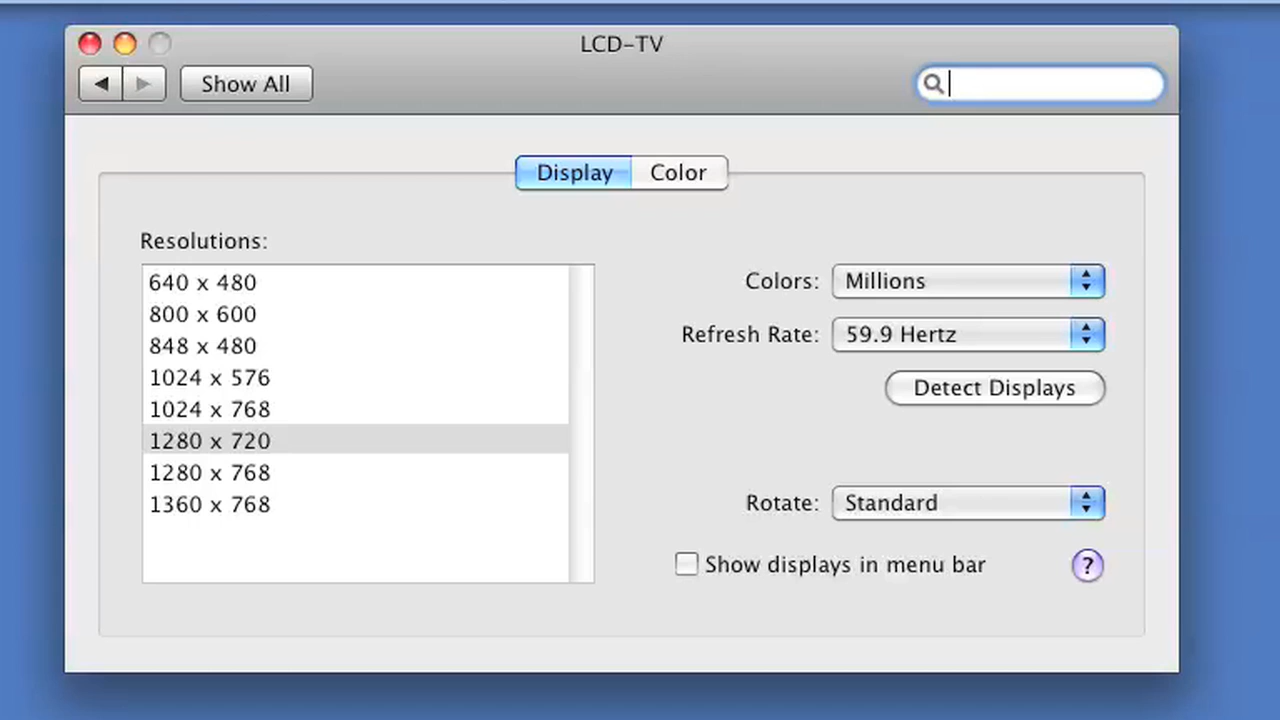 LCD-TV
Show All
Display Color
Resolutions:
640 x 480
800 x 600
848 x 480
1024 x 576
1024 x 768
1280 x 720
1280 x 768
1360 x 768
Colors: Millions
Refresh Rate: 59.9 Hertz
Detect Displays
Rotate: Standard
Show displays in menu bar ?